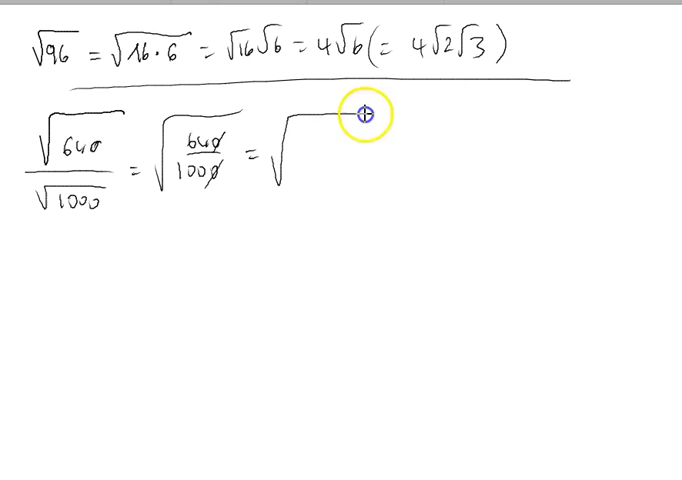 √96 = √16·6 = √16√6 = 4√6 (= 4√2√3)
√640/√1000 = √(640/1000) = √